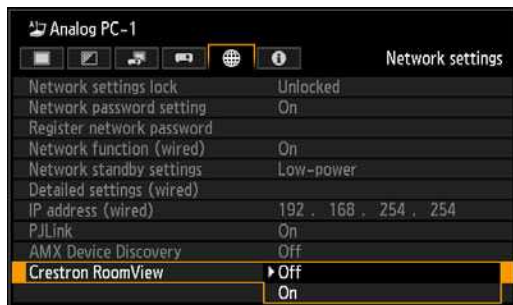 Analog PC-1
Network settings
Network settings lock Unlocked
Network password setting On
Register network password
Network function (wired) On
Network standby settings Low-power
Detailed settings (wired)
IP address (wired) 192 . 168 . 254 . 254
PJLink On
AMX Device Discovery Off
Crestron RoomView Off
On